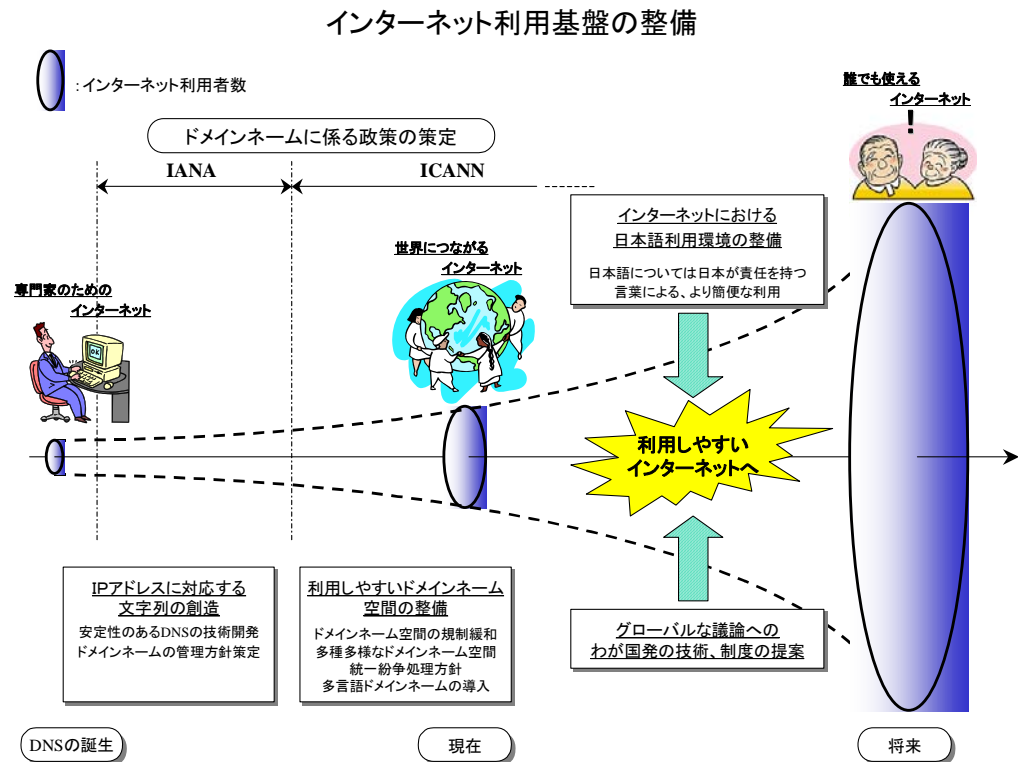 インターネット利用基盤の整備
:インターネット利用者数
誰でも使える
インターネット
!
ドメインネームに係る政策の策定
IANA
ICANN
インターネットにおける
日本語利用環境の整備
日本語については日本が責任を持つ
言葉による、より簡便な利用
世界につながる
インターネット
専門家のための
インターネット
OK
利用しやすい
インターネットへ
IPアドレスに対応する
文字列の創造
安定性のあるDNSの技術開発
ドメインネームの管理方針策定
利用しやすいドメインネーム
空間の整備
ドメインネーム空間の規制緩和
多種多様なドメインネーム空間
統一紛争処理方針
多言語ドメインネームの導入
グローバルな議論への
わが国発の技術、制度の提案
DNSの誕生
現在
将来